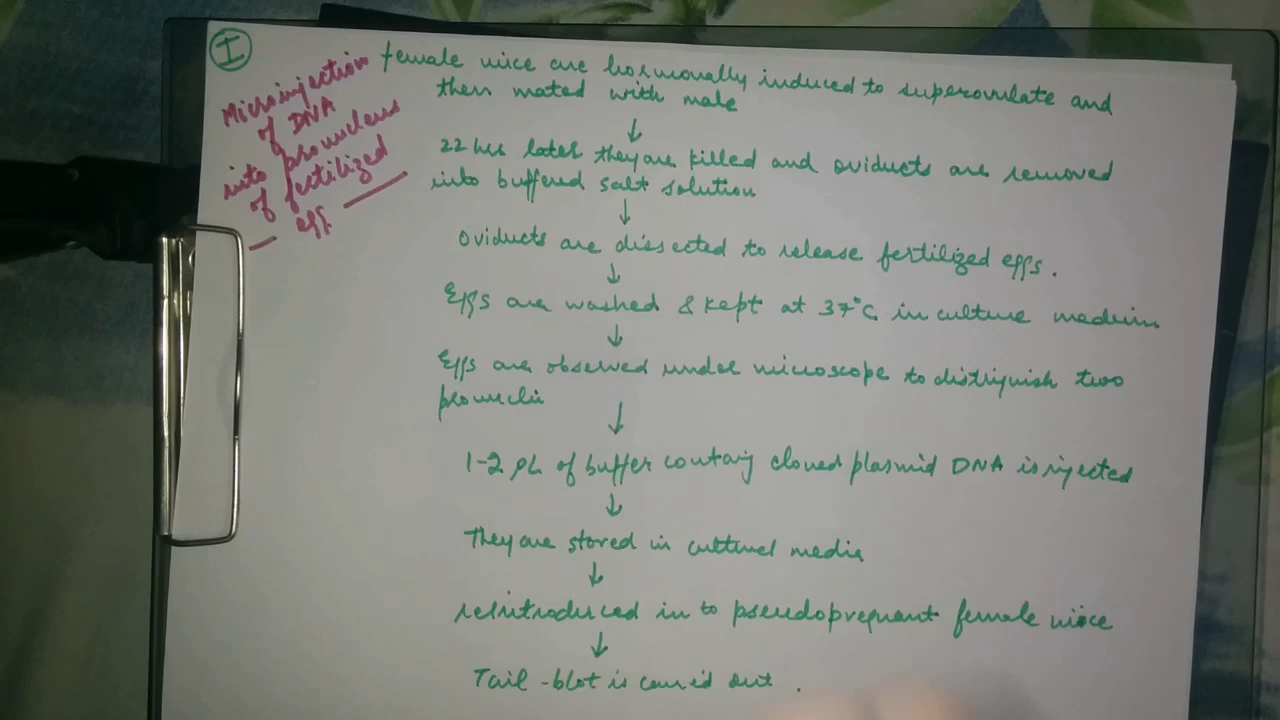 I
Microinjection
of DNA
into pronucleus
of fertilized
egg
female mice are hormonally induced to superovulate and
then mated with male
↓
22 hrs later they are killed and oviducts are removed
into buffered salt solution
↓
oviducts are dissected to release fertilized eggs.
↓
Eggs are washed & kept at 37°C in culture medium
↓
Eggs are observed under microscope to distinguish two
pronuclei
↓
1-2 pL of buffer containing cloned plasmid DNA is injected
↓
They are stored in cultured media
↓
reintroduced in to pseudopregnant female mice
↓
Tail-blot is carried out.